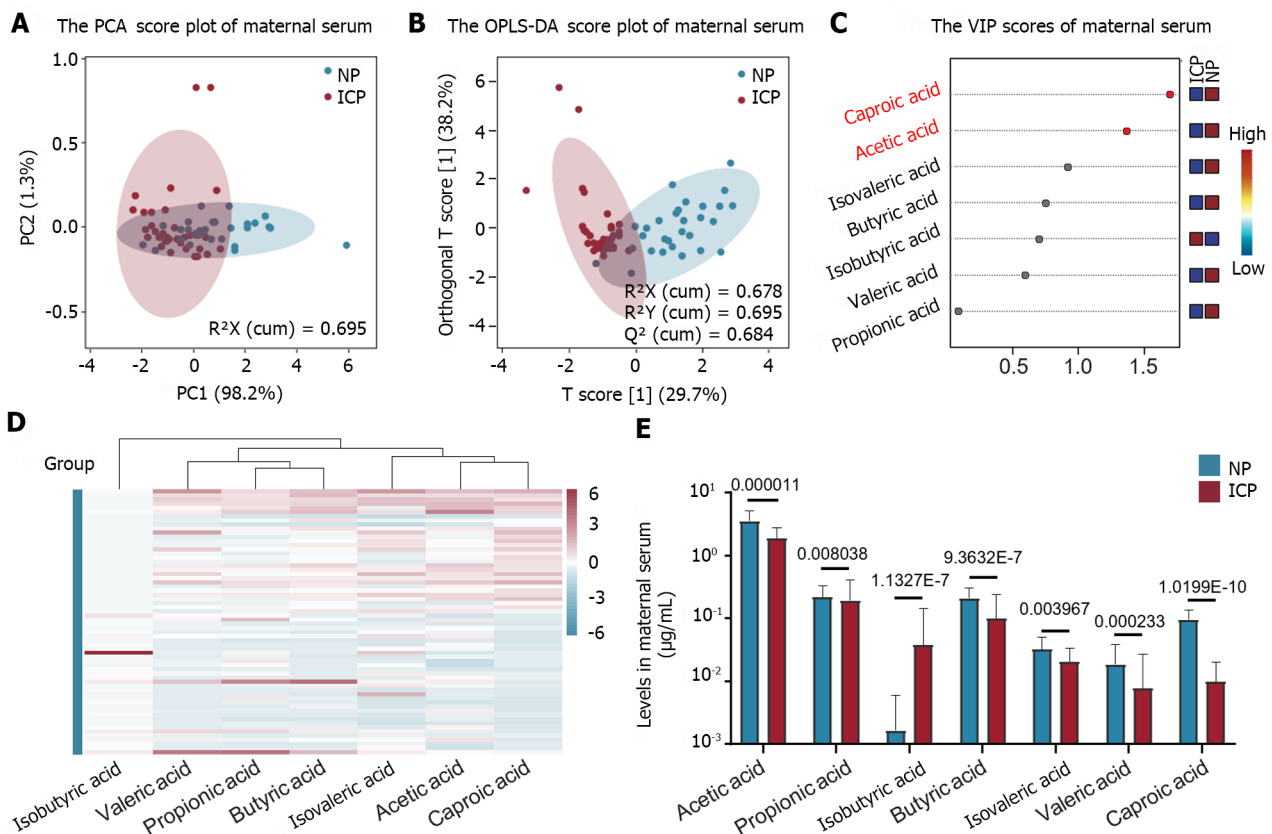 A The PCA score plot of maternal serum
1.0
0.5
0.0
-0.5
PC2 (1.3%)
NP
ICP
R²X (cum) = 0.695
-4 -2 0 2 4 6
PC1 (98.2%)
B The OPLS-DA score plot of maternal serum
6
4
2
0
-2
-4
Orthogonal T score [1] (38.2%)
NP
ICP
R²X (cum) = 0.678
R²Y (cum) = 0.695
Q² (cum) = 0.684
-4 -2 0 2 4
T score [1] (29.7%)
C The VIP scores of maternal serum
ICP
NP
Caproic acid
Acetic acid
Isovaleric acid
Butyric acid
Isobutyric acid
Valeric acid
Propionic acid
0.5 1.0 1.5
High
Low
D
Group
6
3
0
-3
-6
Isobutyric acid
Valeric acid
Propionic acid
Butyric acid
Isovaleric acid
Acetic acid
Caproic acid
E
NP
ICP
Levels in maternal serum
(µg/mL)
10¹
10⁰
10⁻¹
10⁻²
10⁻³
0.000011
0.008038
1.1327E-7
9.3632E-7
0.003967
0.000233
1.0199E-10
Acetic acid
Propionic acid
Isobutyric acid
Butyric acid
Isovaleric acid
Valeric acid
Caproic acid